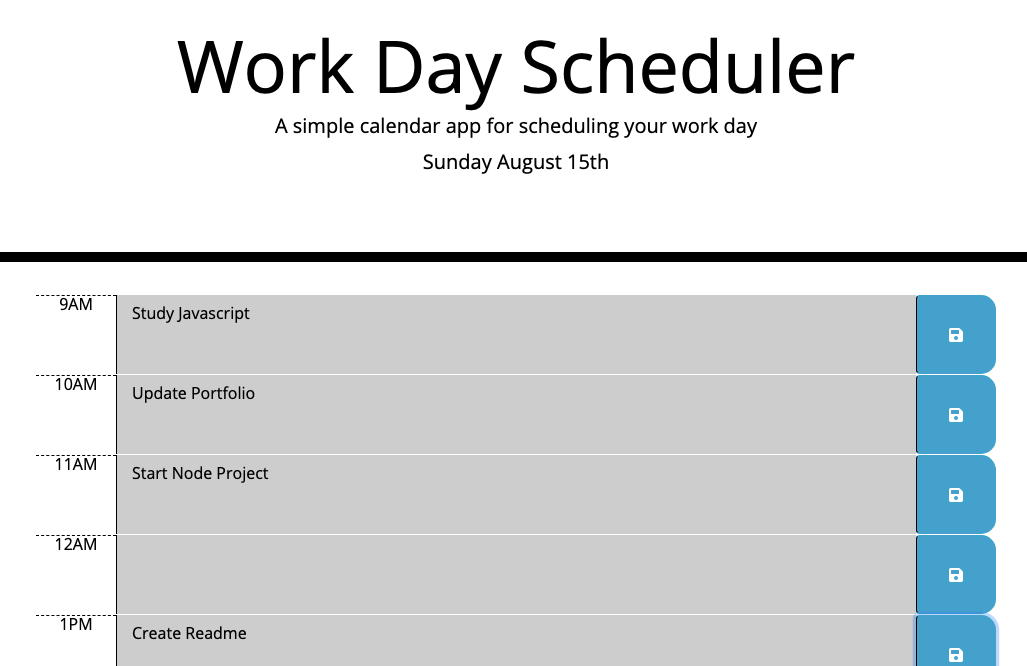 Work Day Scheduler
A simple calendar app for scheduling your work day
Sunday August 15th
9AM
Study Javascript
10AM
Update Portfolio
11AM
Start Node Project
12AM
1PM
Create Readme